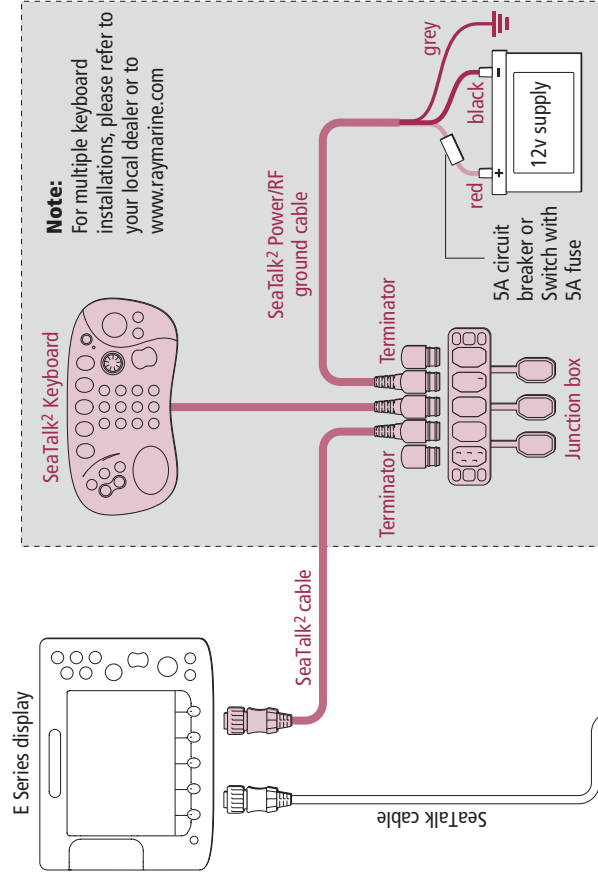 E Series display
SeaTalk cable
SeaTalk² cable
SeaTalk² Keyboard
Note:
For multiple keyboard
installations, please refer to
your local dealer or to
www.raymarine.com
SeaTalk² Power/RF
ground cable
Terminator
Terminator
Junction box
grey
black
red
+
-
12v supply
5A circuit
breaker or
Switch with
5A fuse